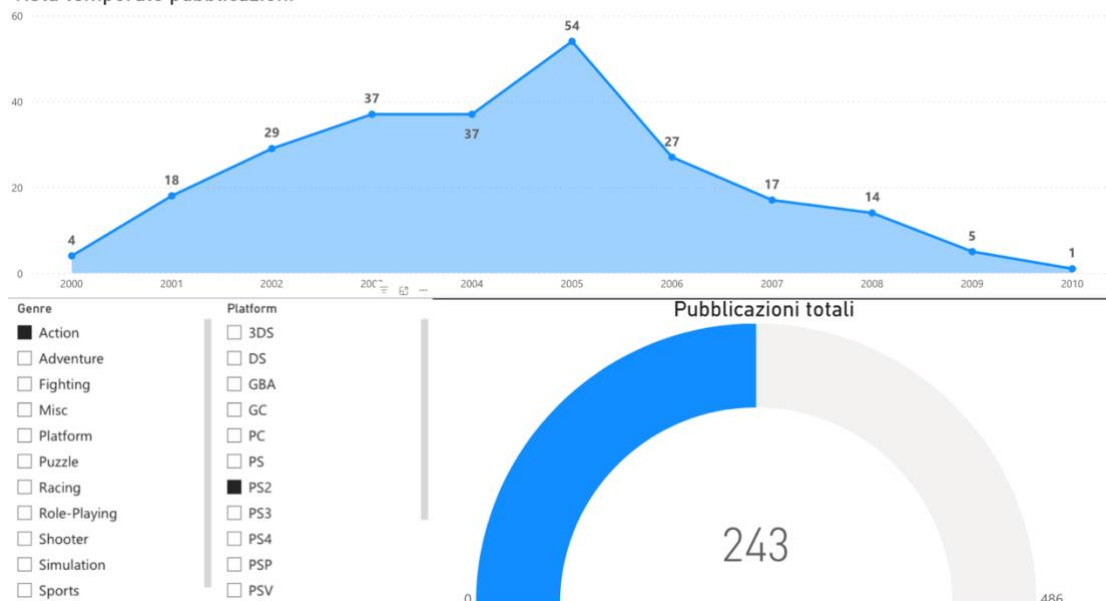 60
54
40
37
37
29
27
20
18
17
14
4
5
1
0
2000 2001 2002 2004 2005 2006 2007 2008 2009 2010
Genre
Action
Adventure
Fighting
Misc
Platform
Puzzle
Racing
Role-Playing
Shooter
Simulation
Sports
Platform
3DS
DS
GBA
GC
PC
PS
PS2
PS3
PS4
PSP
PSV
Pubblicazioni totali
243
0
486